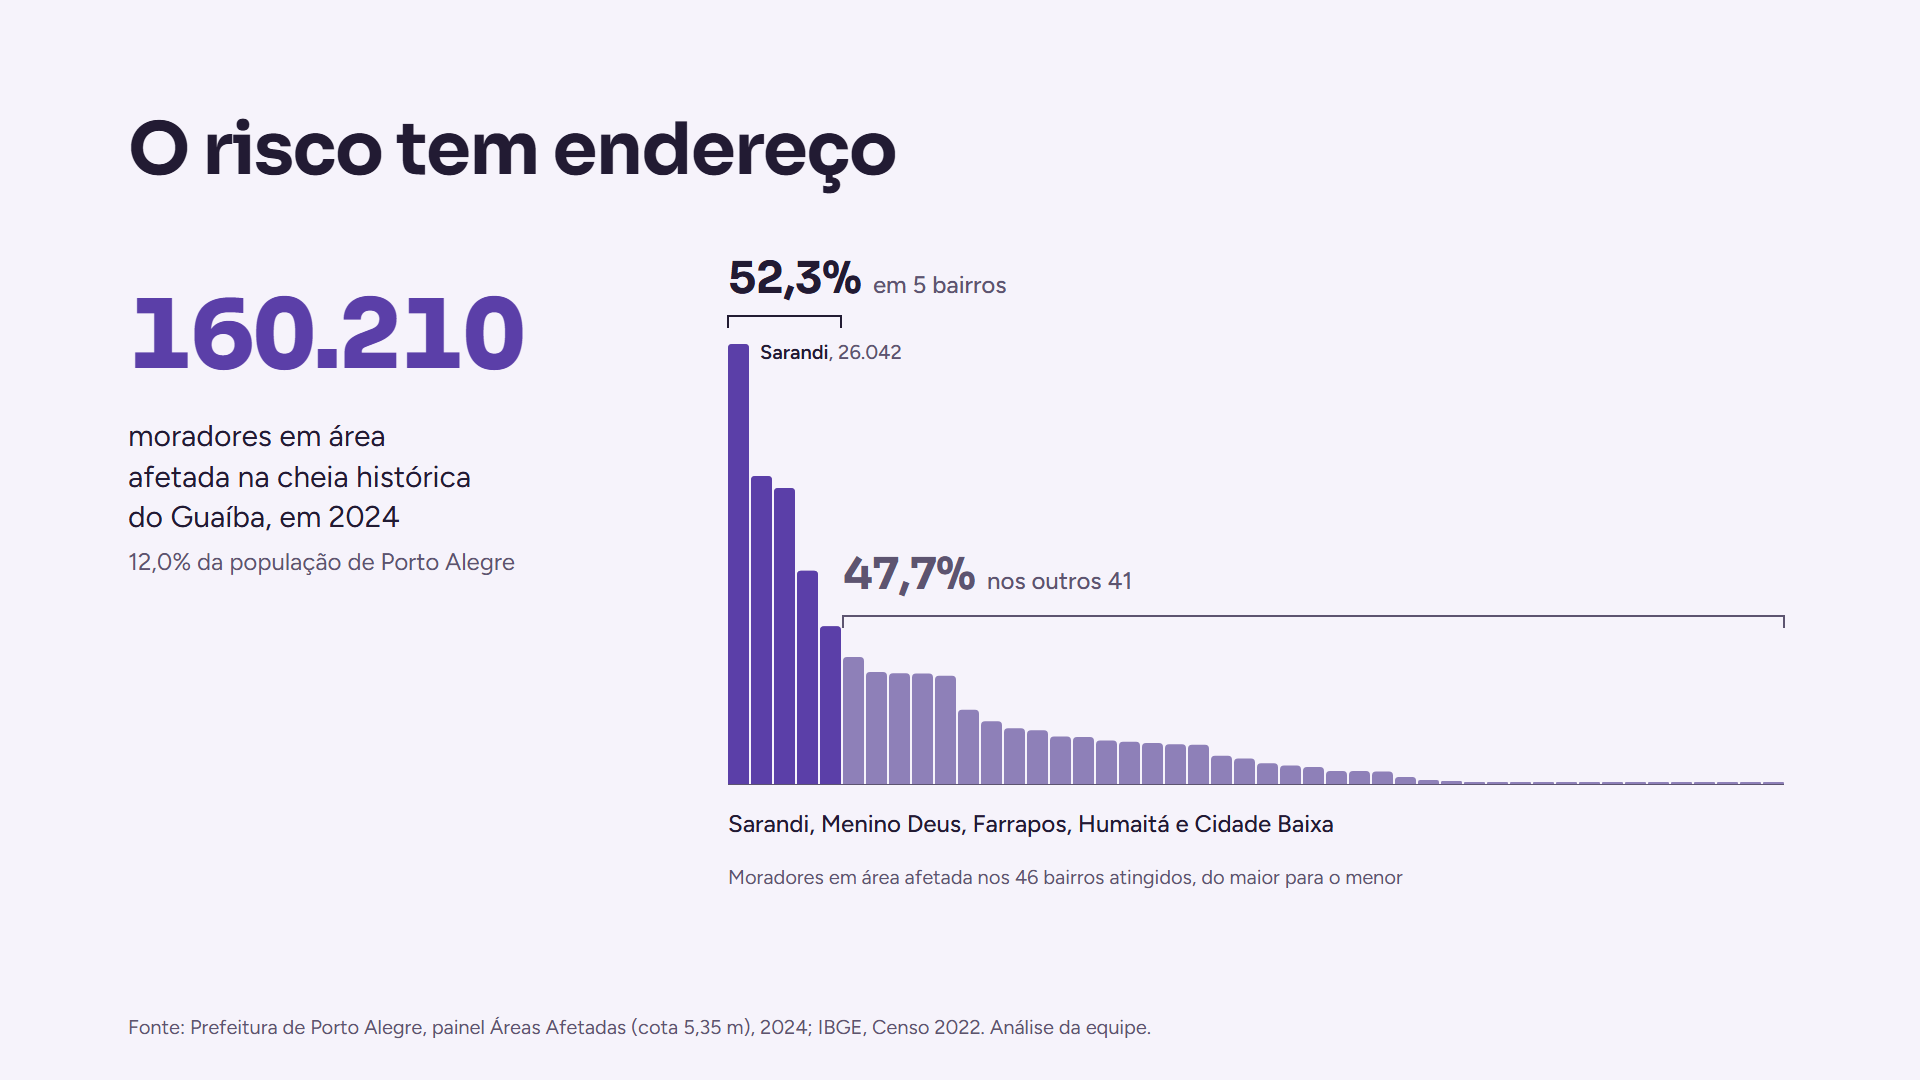 O risco tem endereço
160.210
moradores em área
afetada na cheia histórica
do Guaíba, em 2024
12,0% da população de Porto Alegre
52,3% em 5 bairros
Sarandi, 26.042
47,7% nos outros 41
Sarandi, Menino Deus, Farrapos, Humaitá e Cidade Baixa
Moradores em área afetada nos 46 bairros atingidos, do maior para o menor
Fonte: Prefeitura de Porto Alegre, painel Áreas Afetadas (cota 5,35 m), 2024; IBGE, Censo 2022. Análise da equipe.